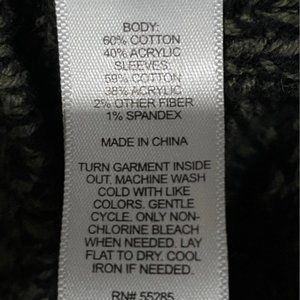 BODY:
60% COTTON
40% ACRYLIC
SLEEVES:
59% COTTON
38% ACRYLIC
2% OTHER FIBER
1% SPANDEX
MADE IN CHINA
TURN GARMENT INSIDE
OUT. MACHINE WASH
COLD WITH LIKE
COLORS. GENTLE
CYCLE. ONLY NON-
CHLORINE BLEACH
WHEN NEEDED. LAY
FLAT TO DRY. COOL
IRON IF NEEDED.
RN# 55285